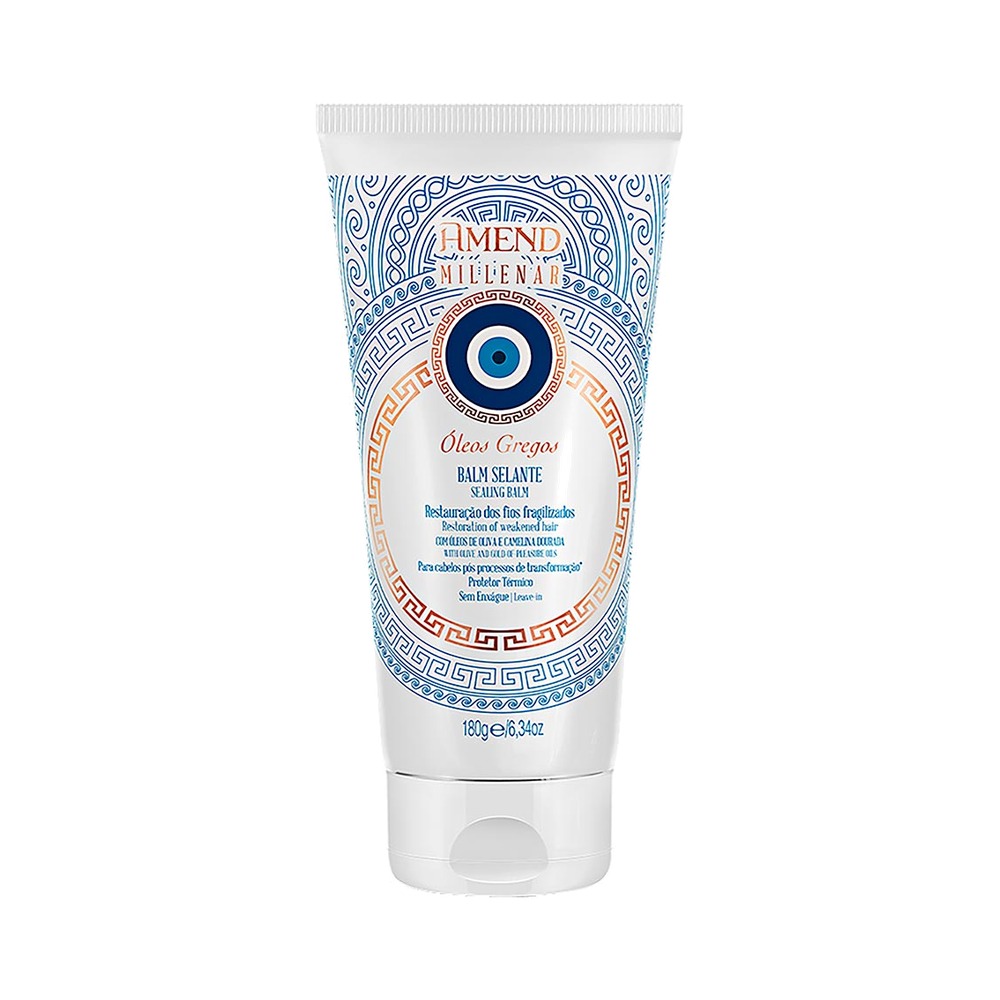 AMEND
MILLENAR
Óleos Gregos
BALM SELANTE
SEALING BALM
Restauração dos fios fragilizados
Restoration of weakened hair
COM ÓLEOS DE OLIVA E CAMELINA DOURADA
WITH OLIVE AND GOLD-OF-PLEASURE OILS
Para cabelos pós processos de transformação*
Protetor Térmico
Sem Enxágue | Leave-in
180g℮/6,34oz